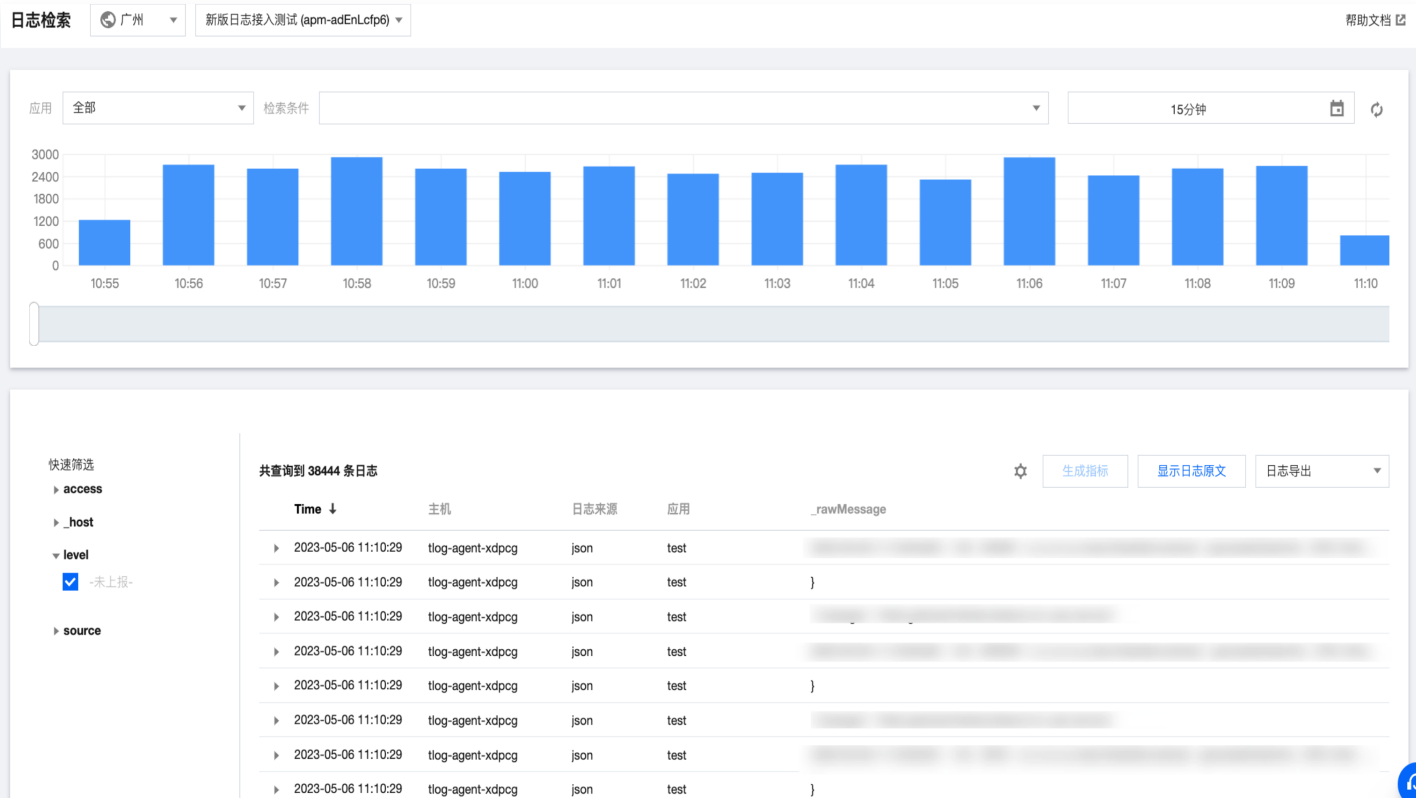 日志检索 广州 新版日志接入测试 (apm-adEnLcfp6) 帮助文档
应用 全部 检索条件 15分钟
3000
2400
1800
1200
600
0
10:55 10:56 10:57 10:58 10:59 11:00 11:01 11:02 11:03 11:04 11:05 11:06 11:07 11:08 11:09 11:10
快速筛选
access
_host
level
-未上报-
source
共查询到 38444 条日志 生成指标 显示日志原文 日志导出
Time 主机 日志来源 应用 _rawMessage
2023-05-06 11:10:29 tlog-agent-xdpcg json test
2023-05-06 11:10:29 tlog-agent-xdpcg json test }
2023-05-06 11:10:29 tlog-agent-xdpcg json test
2023-05-06 11:10:29 tlog-agent-xdpcg json test
2023-05-06 11:10:29 tlog-agent-xdpcg json test }
2023-05-06 11:10:29 tlog-agent-xdpcg json test
2023-05-06 11:10:29 tlog-agent-xdpcg json test
2023-05-06 11:10:29 tlog-agent-xdpcg json test }